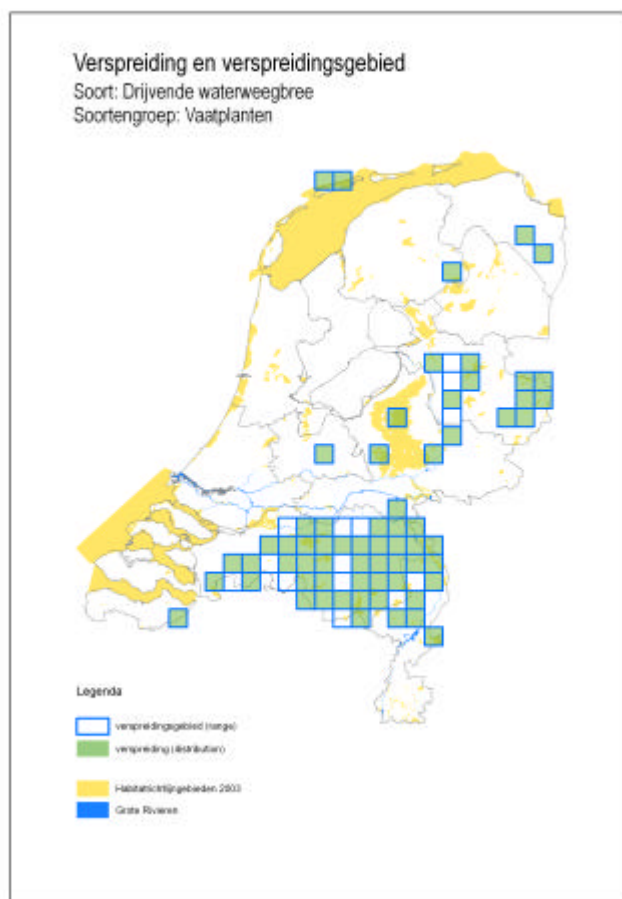 Verspreiding en verspreidingsgebied
Soort: Drijvende waterweegbree
Soortengroep: Vaatplanten
Legenda
verspreidingsgebied (range)
verspreiding (distribution)
Habitatrichtlijngebieden 2003
Grote Rivieren